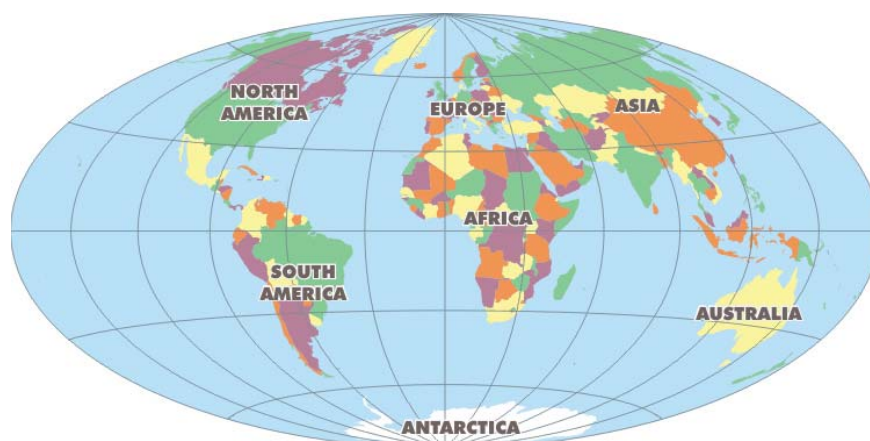 NORTH
AMERICA
EUROPE
ASIA
AFRICA
SOUTH
AMERICA
AUSTRALIA
ANTARCTICA